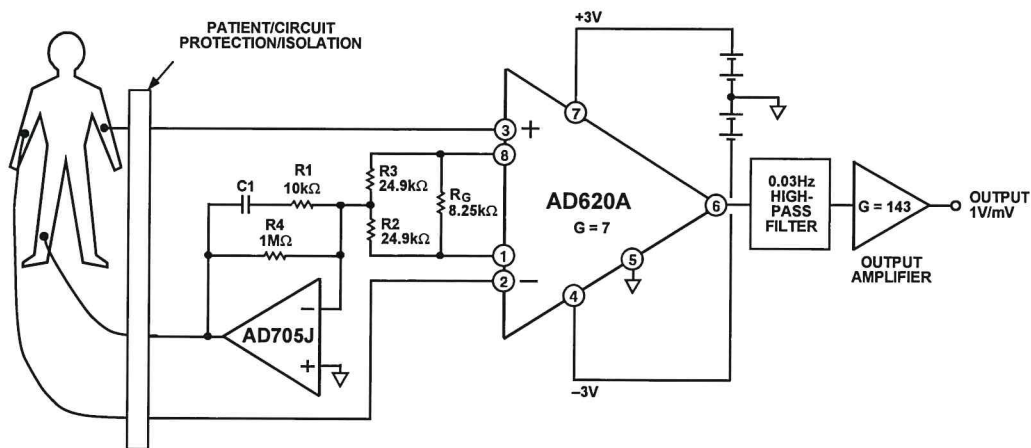 PATIENT/CIRCUIT
PROTECTION/ISOLATION
+3V
7
3
+
8
R3
24.9kΩ
R1
10kΩ
C1
RG
8.25kΩ
AD620A
G = 7
R4
1MΩ
R2
24.9kΩ
1
2
−
6
5
4
0.03Hz
HIGH-
PASS
FILTER
G = 143
OUTPUT
1V/mV
OUTPUT
AMPLIFIER
AD705J
−
+
−3V